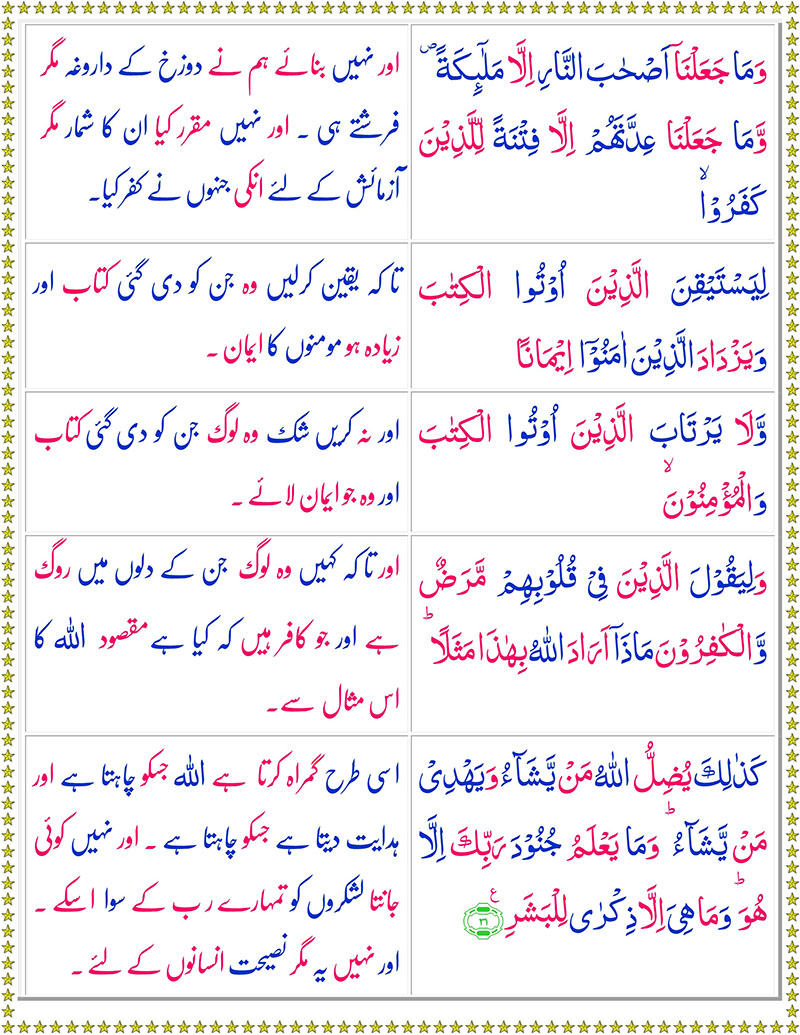 وَمَا جَعَلْنَاۤ اَصْحٰبَ النَّارِ اِلَّا مَلٰٓىِٕكَةً ۪
وَّمَا جَعَلْنَا عِدَّتَهُمْ اِلَّا فِتْنَةً لِّلَّذِيْنَ
كَفَرُوْا ۙ
اور نہیں بنائے ہم نے دوزخ کے داروغہ مگر
فرشتے ہی ۔ اور نہیں مقرر کیا ان کا شمار مگر
آزمائش کے لئے انکی جنہوں نے کفر کیا۔
لِيَسْتَيْقِنَ الَّذِيْنَ اُوْتُوا الْكِتٰبَ
وَيَزْدَادَ الَّذِيْنَ اٰمَنُوْۤا اِيْمَانًا
تا کہ یقین کرلیں وہ جن کو دی گئی کتاب اور
زیادہ ہو مومنوں کا ایمان ۔
وَّلَا يَرْتَابَ الَّذِيْنَ اُوْتُوا الْكِتٰبَ
وَالْمُؤْمِنُوْنَ ۙ
اور نہ کریں شک وہ لوگ جن کو دی گئی کتاب
اور وہ جو ایمان لائے ۔
وَلِيَقُوْلَ الَّذِيْنَ فِيْ قُلُوْبِهِمْ مَّرَضٌ
وَّالْكٰفِرُوْنَ مَاذَاۤ اَرَادَ اللّٰهُ بِهٰذَا مَثَلًا ؕ
اور تا کہ کہیں وہ لوگ جن کے دلوں میں روگ
ہے اور جو کافر ہیں کہ کیا ہے مقصود اللہ کا
اس مثال سے۔
كَذٰلِكَ يُضِلُّ اللّٰهُ مَنْ يَّشَآءُ وَيَهْدِيْ
مَنْ يَّشَآءُ ؕ وَمَا يَعْلَمُ جُنُوْدَ رَبِّكَ اِلَّا
هُوَ ؕ وَمَا هِىَ اِلَّا ذِكْرٰى لِلْبَشَرِ ࣖ ۳۱
اسی طرح گمراہ کرتا ہے اللہ جسکو چاہتا ہے اور
ہدایت دیتا ہے جسکو چاہتا ہے ۔ اور نہیں کوئی
جانتا لشکروں کو تمہارے رب کے سوا اسکے ۔
اور نہیں یہ مگر نصیحت انسانوں کے لئے ۔